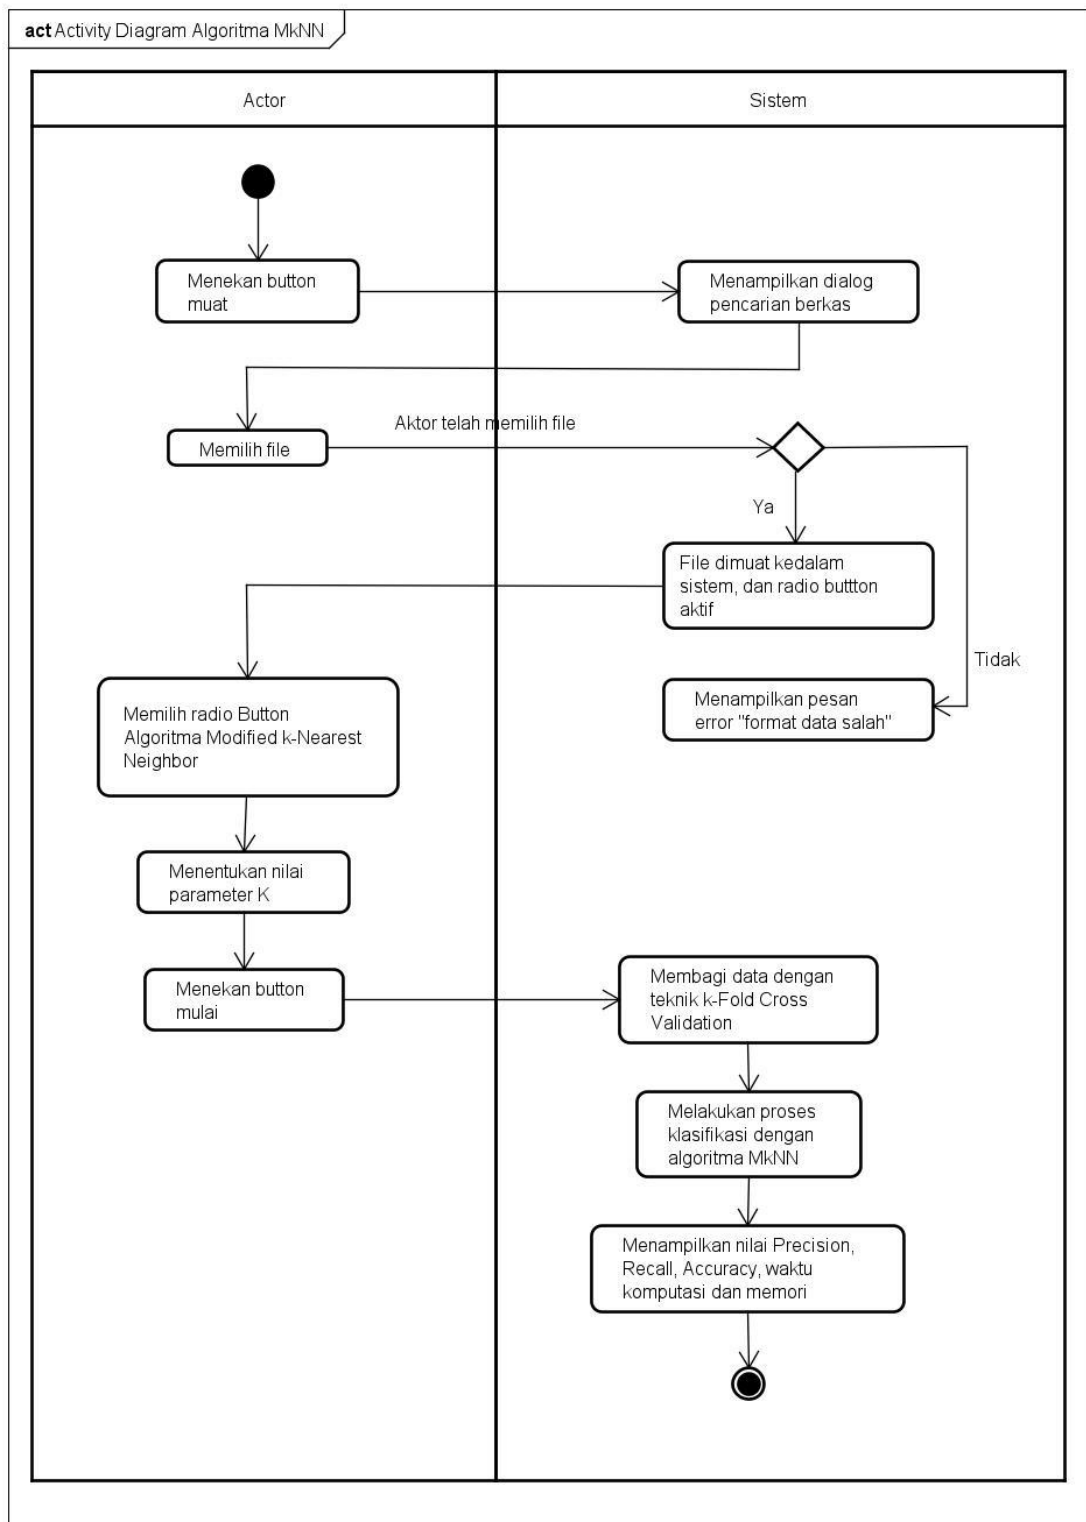 act Activity Diagram Algoritma MkNN
Actor
Sistem
Menekan button
muat
Menampilkan dialog
pencarian berkas
Aktor telah memilih file
Memilih file
Ya
File dimuat kedalam
sistem, dan radio buttton
aktif
Tidak
Menampilkan pesan
error "format data salah"
Memilih radio Button
Algoritma Modified k-Nearest
Neighbor
Menentukan nilai
parameter K
Menekan button
mulai
Membagi data dengan
teknik k-Fold Cross
Validation
Melakukan proses
klasifikasi dengan
algoritma MkNN
Menampilkan nilai Precision,
Recall, Accuracy, waktu
komputasi dan memori